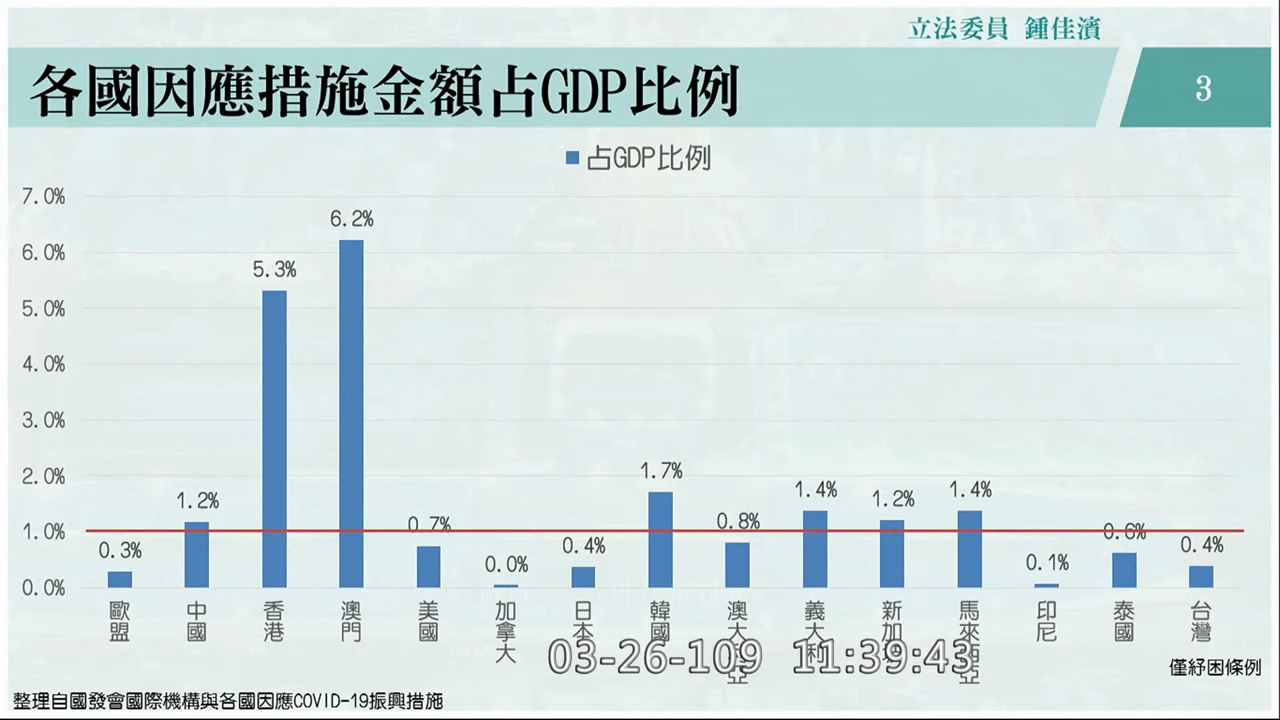 立法委員 鍾佳濱
各國因應措施金額占GDP比例
3
占GDP比例
7.0%
6.0%
5.0%
4.0%
3.0%
2.0%
1.0%
0.0%
0.3%
1.2%
5.3%
6.2%
0.7%
0.0%
0.4%
1.7%
0.8%
1.4%
1.2%
1.4%
0.1%
0.6%
0.4%
歐盟
中國
香港
澳門
美國
加拿大
日本
韓國
澳大亞
義大利
新加
馬來亞
印尼
泰國
台灣
03-26-109 11:39:43
僅紓困條例
整理自國發會國際機構與各國因應COVID-19振興措施